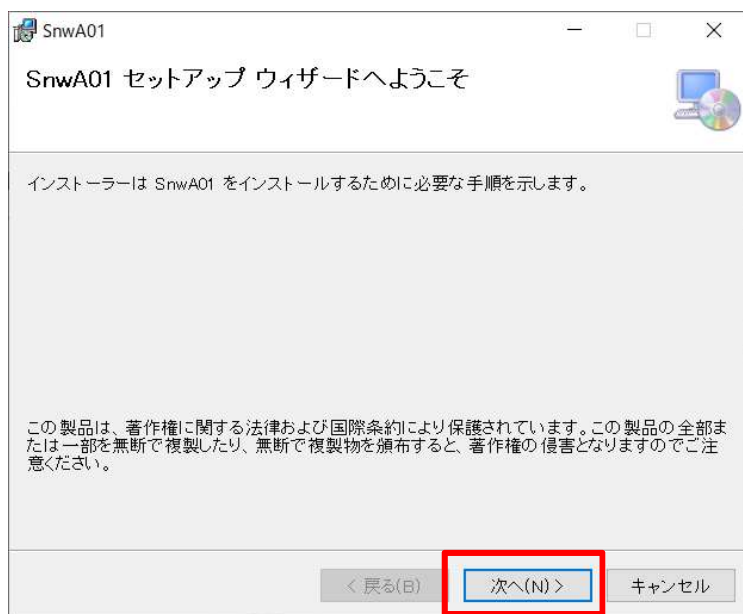 SnwA01
SnwA01 セットアップ ウィザードへようこそ
インストーラーは SnwA01 をインストールするために必要な手順を示します。
この製品は、著作権に関する法律および国際条約により保護されています。この製品の全部ま
たは一部を無断で複製したり、無断で複製物を頒布すると、著作権の侵害となりますのでご注
意ください。
< 戻る(B)
次へ(N) >
キャンセル